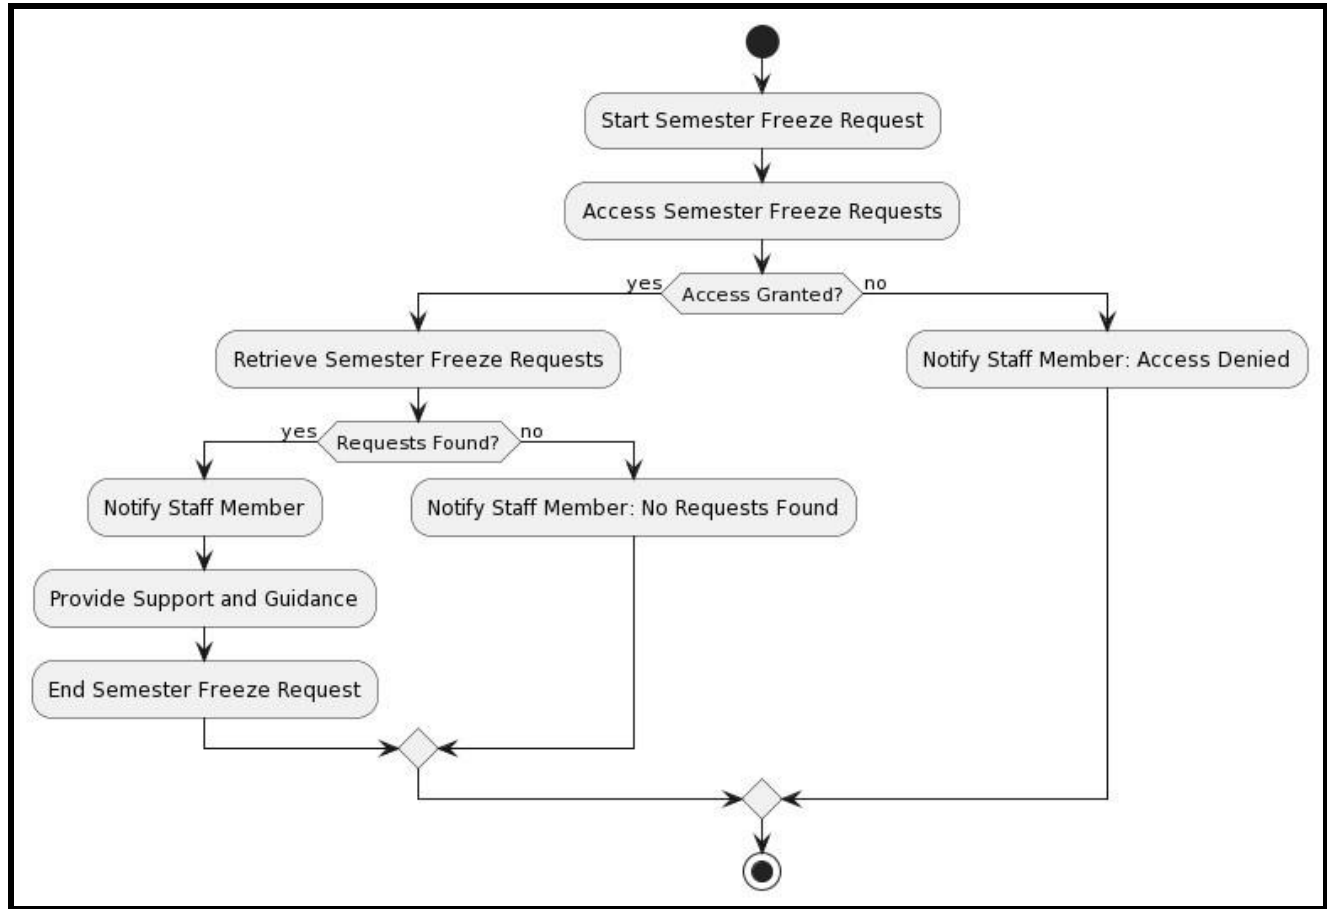 Start Semester Freeze Request
Access Semester Freeze Requests
yes
Access Granted?
no
Retrieve Semester Freeze Requests
Notify Staff Member: Access Denied
yes
Requests Found?
no
Notify Staff Member
Notify Staff Member: No Requests Found
Provide Support and Guidance
End Semester Freeze Request